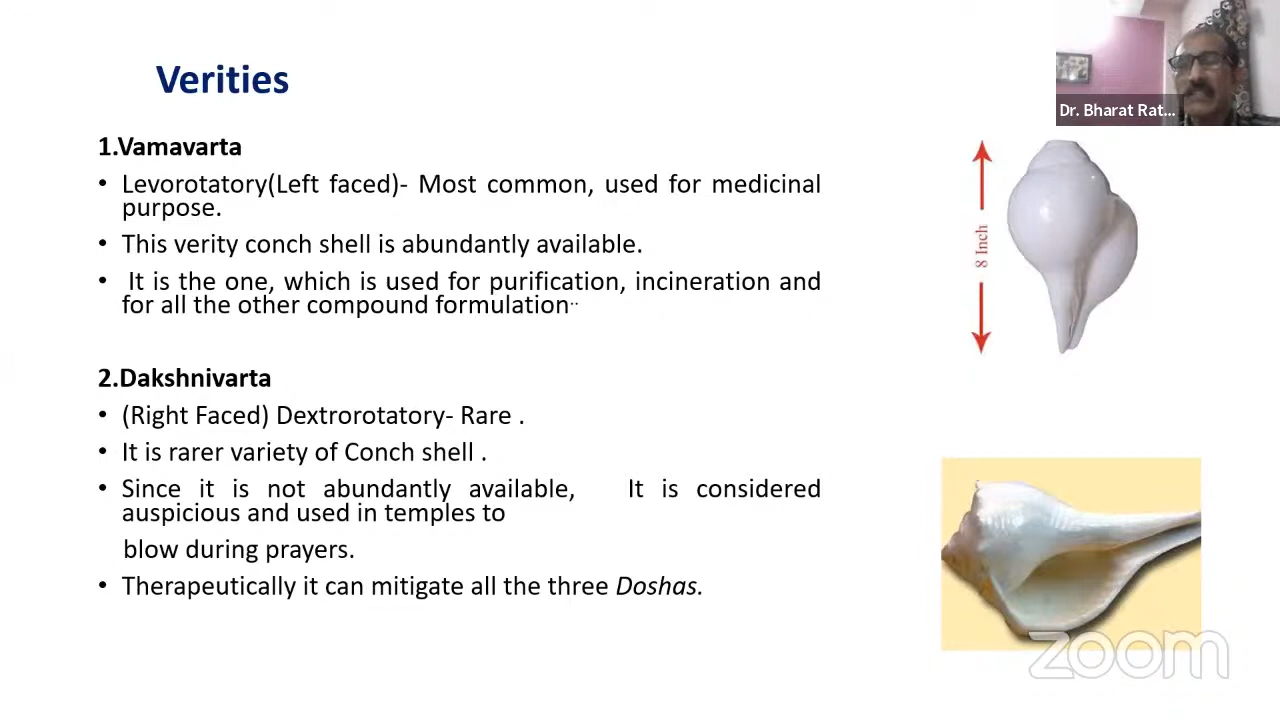 Verities
Dr. Bharat Rat...
1.Vamavarta
• Levorotatory(Left faced)- Most common, used for medicinal
purpose.
• This verity conch shell is abundantly available.
• It is the one, which is used for purification, incineration and
for all the other compound formulation..
8 Inch
2.Dakshnivarta
• (Right Faced) Dextrorotatory- Rare .
• It is rarer variety of Conch shell .
• Since it is not abundantly available, It is considered
auspicious and used in temples to
blow during prayers.
• Therapeutically it can mitigate all the three Doshas.
zoom